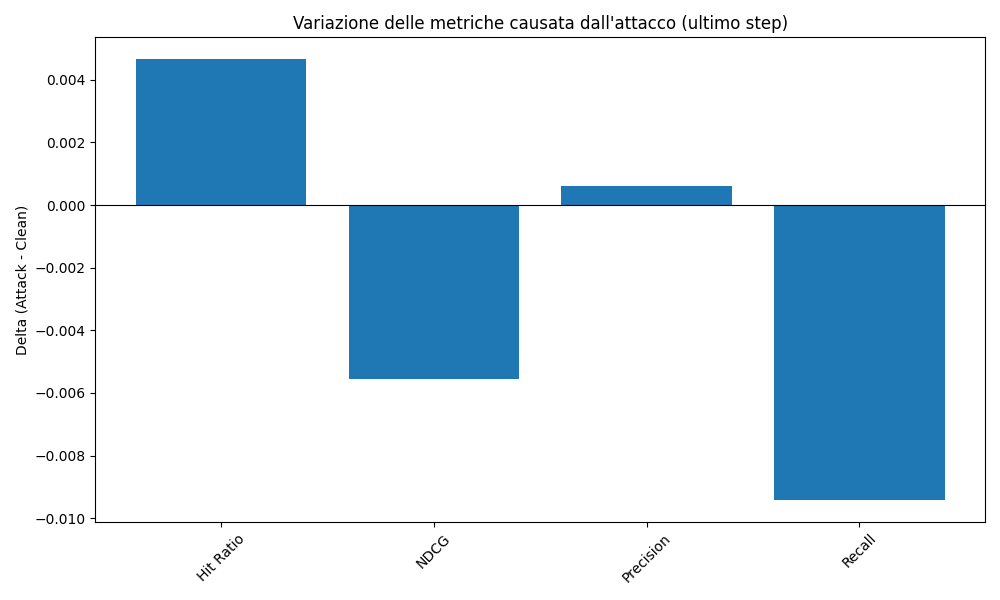 Variazione delle metriche causata dall'attacco (ultimo step)
Delta (Attack - Clean)
0.004
0.002
0.000
−0.002
−0.004
−0.006
−0.008
−0.010
Hit Ratio
NDCG
Precision
Recall